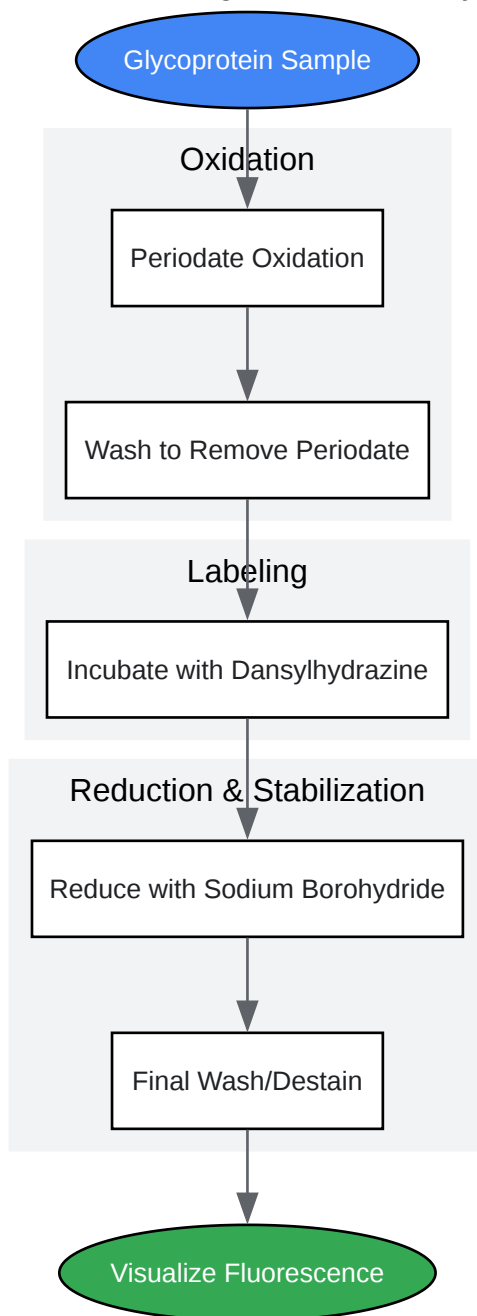 Glycoprotein Sample
Oxidation
Periodate Oxidation
Wash to Remove Periodate
Labeling
Incubate with Dansylhydrazine
Reduction & Stabilization
Reduce with Sodium Borohydride
Final Wash/Destain
Visualize Fluorescence